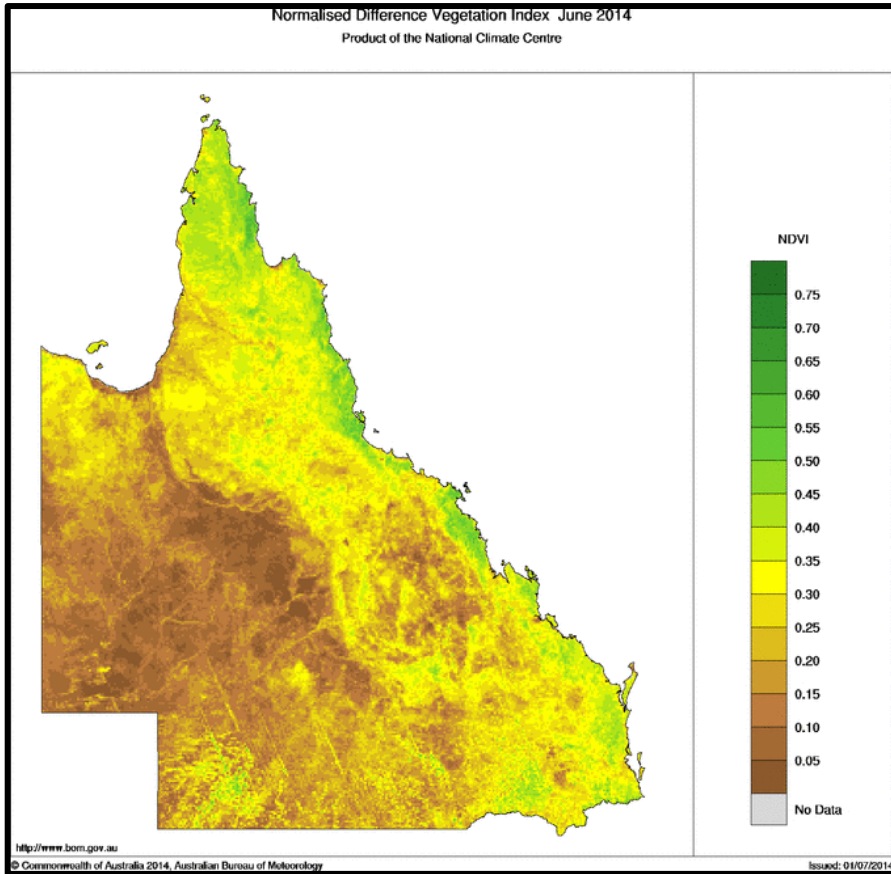 Normalised Difference Vegetation Index June 2014
Product of the National Climate Centre
NDVI
0.75
0.70
0.65
0.60
0.55
0.50
0.45
0.40
0.35
0.30
0.25
0.20
0.15
0.10
0.05
No Data
http://www.bom.gov.au
© Commonwealth of Australia 2014, Australian Bureau of Meteorology
Issued: 01/07/2014